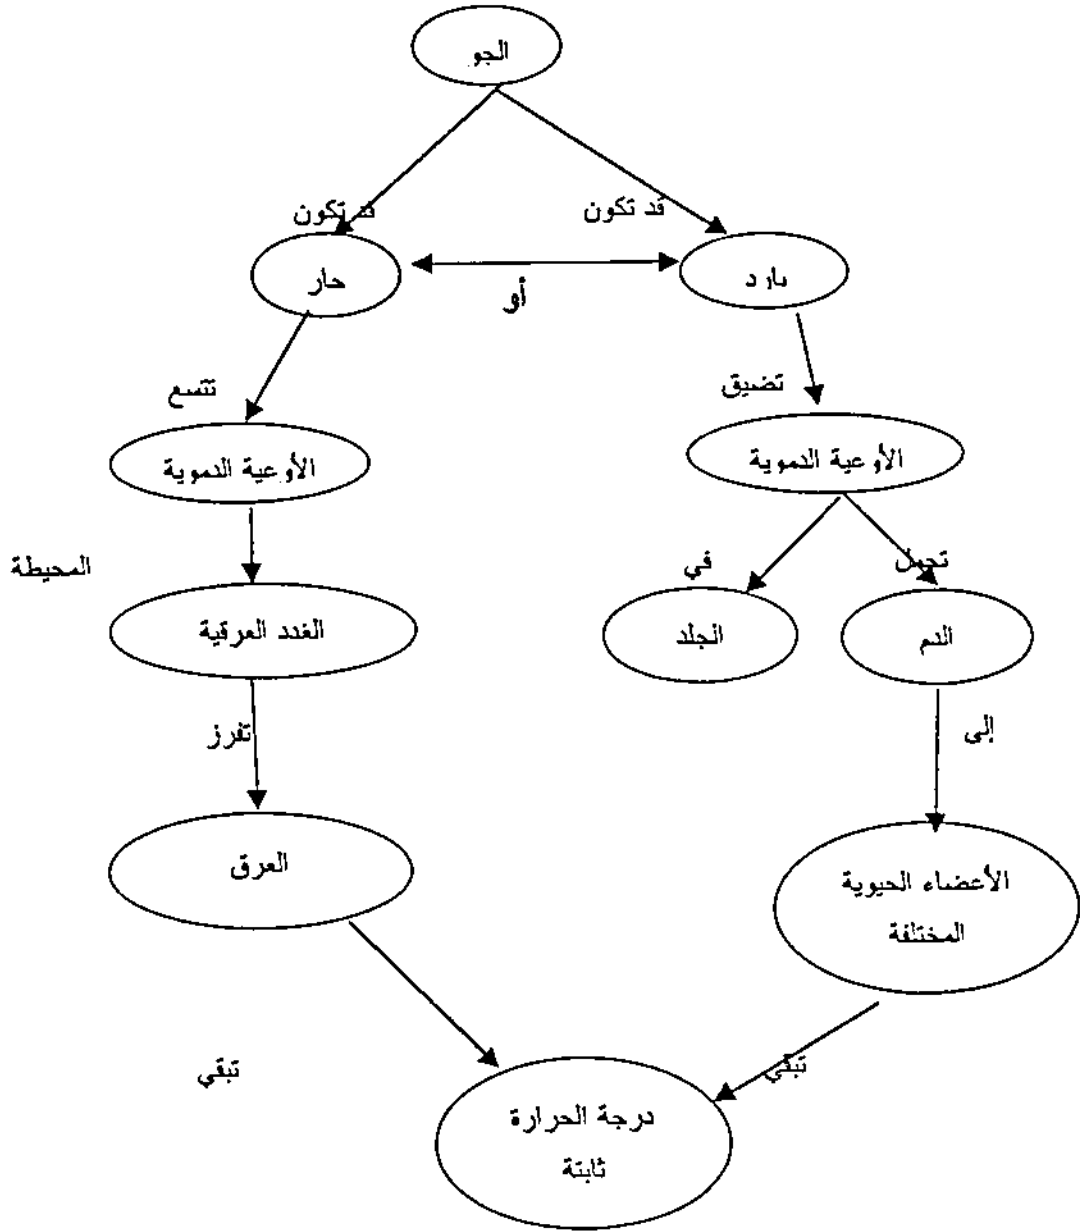 الجو
قد تكون
قد تكون
بارد
أو
حار
تضيق
تتسع
الأوعية الدموية
الأوعية الدموية
تحمل
في
المحيطة
الدم
الجلد
الغدد العرقية
إلى
تفرز
الأعضاء الحيوية
المختلفة
العرق
تبقي
تبقي
درجة الحرارة
ثابتة